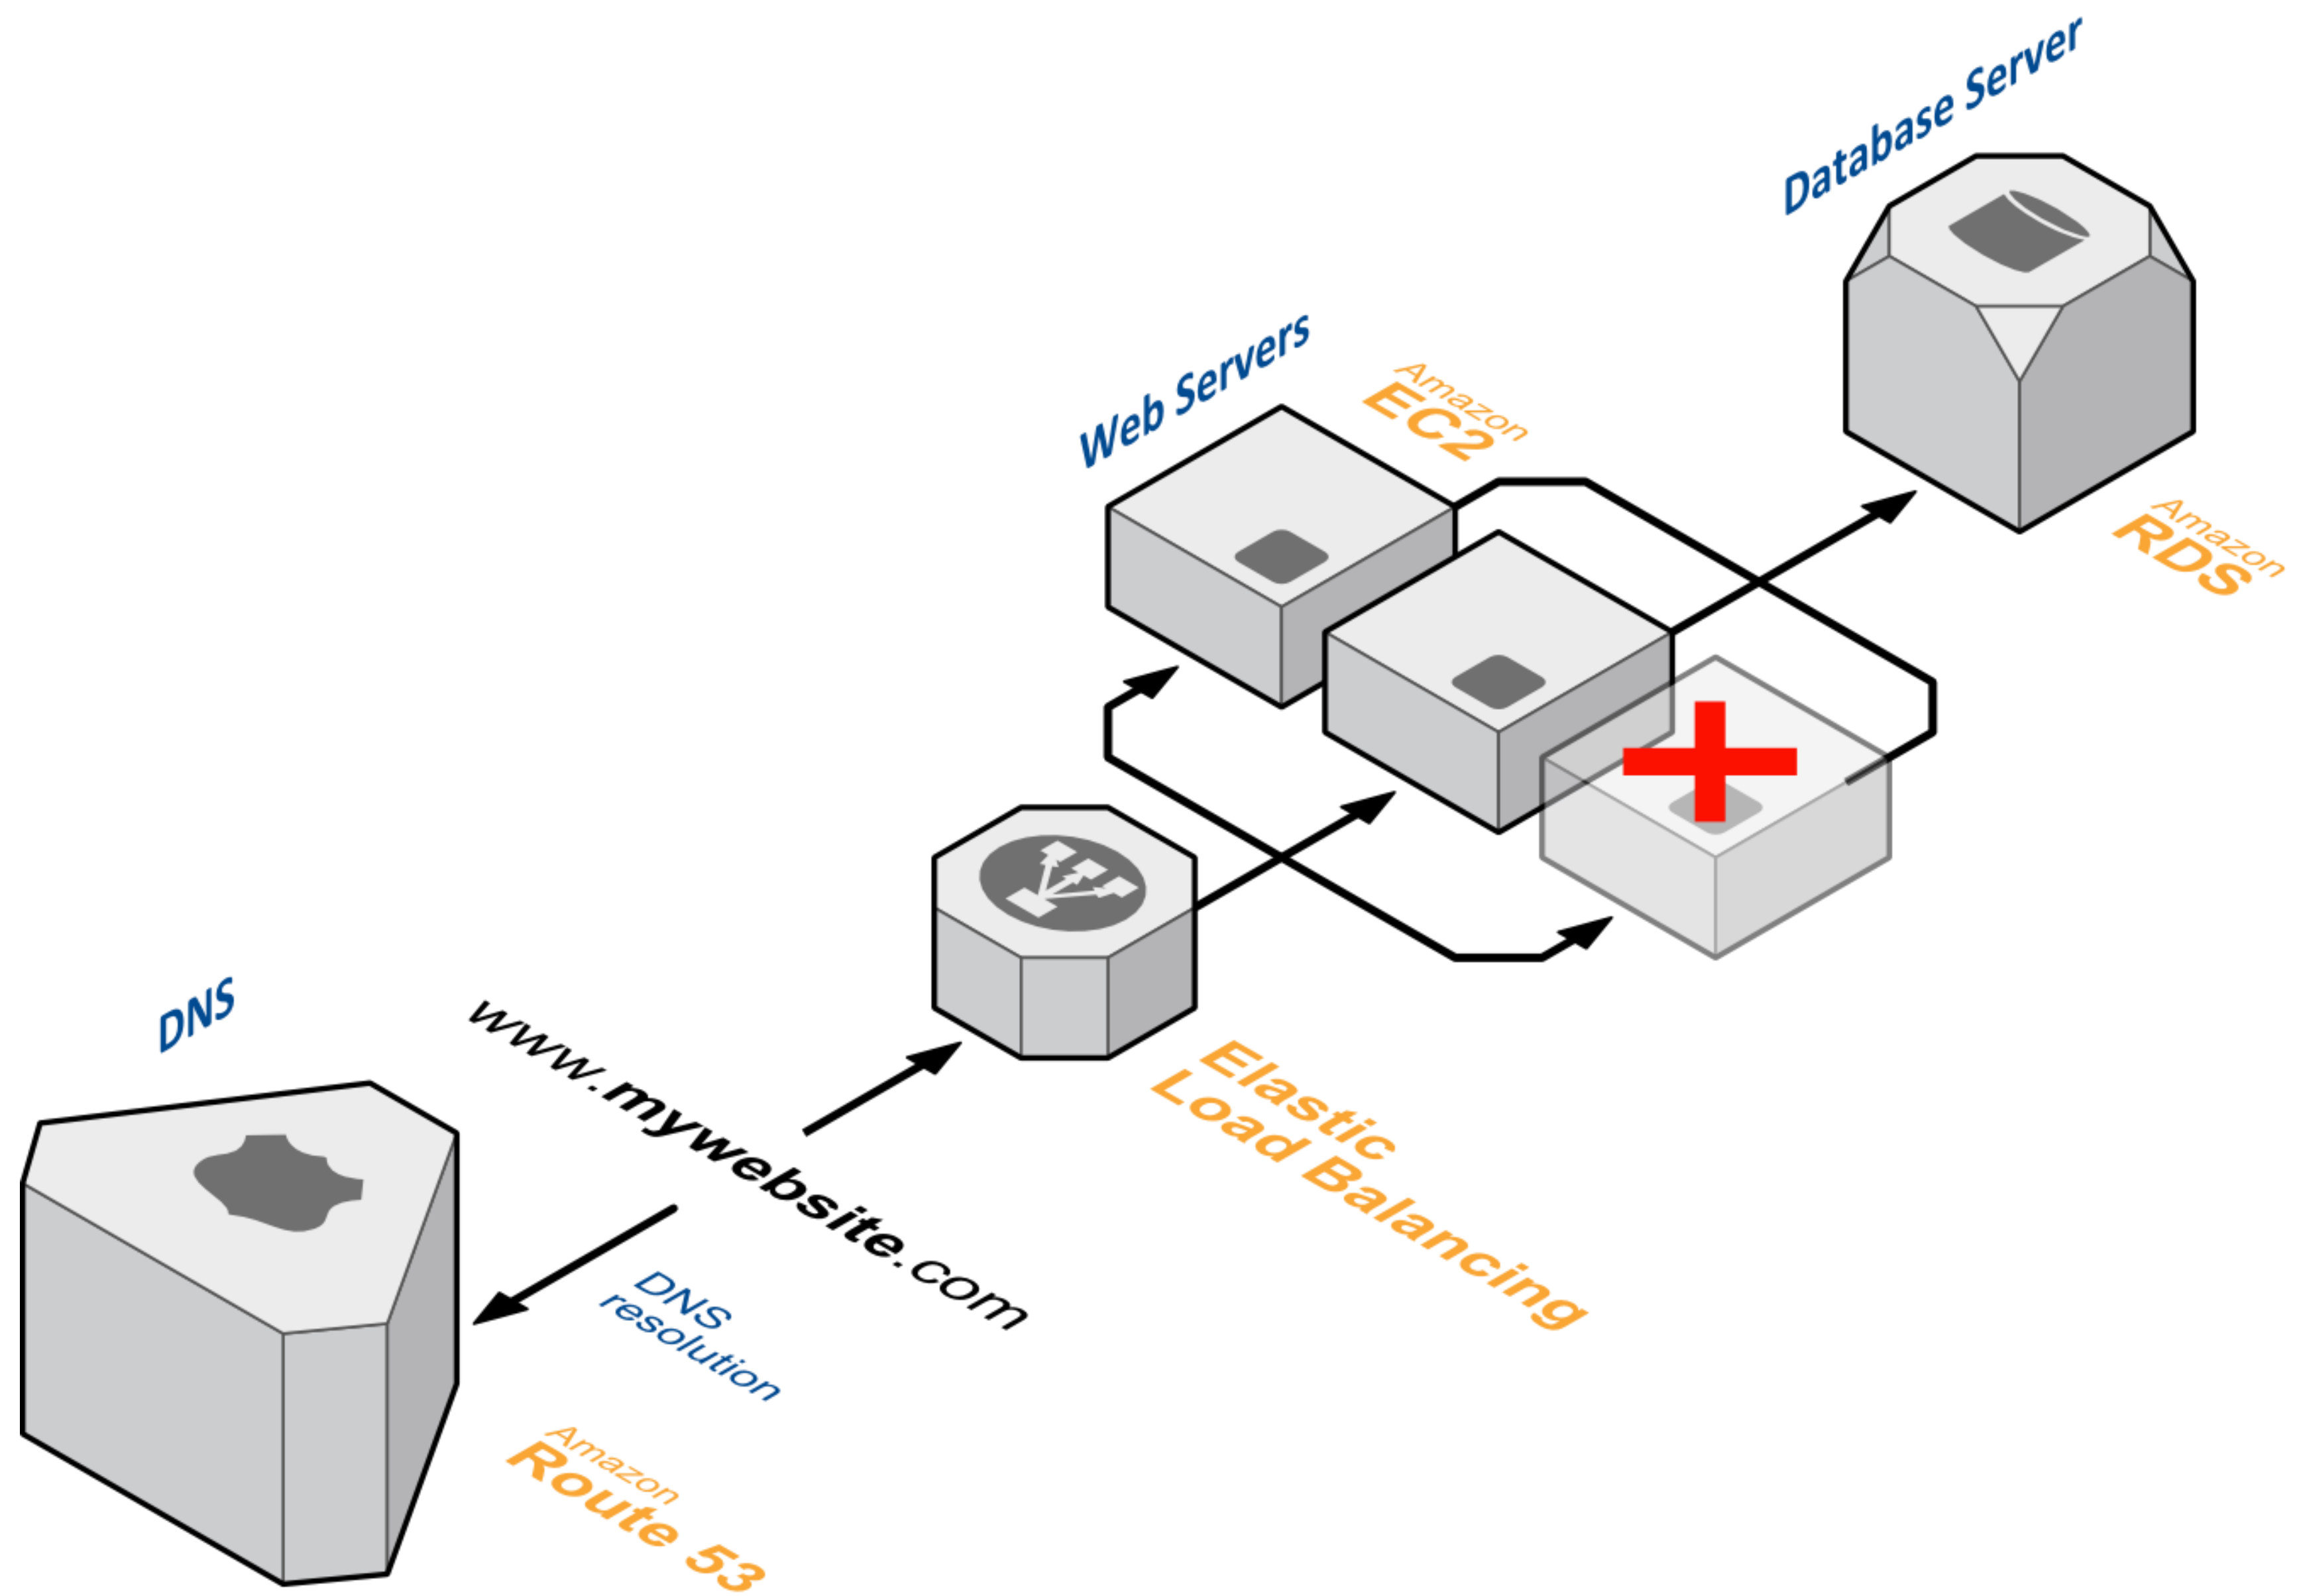 Database Server
Web Servers
Amazon
EC2
Amazon
RDS
DNS
www.mywebsite.com
Elastic
Load Balancing
DNS
resolution
Amazon
Route 53